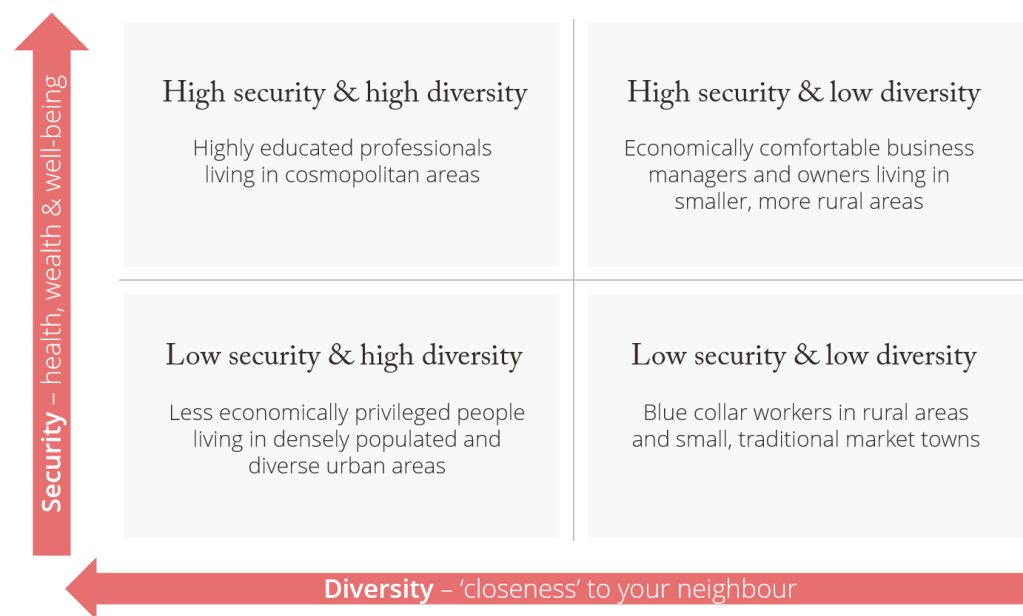 Security – health, wealth & well-being
High security & high diversity
Highly educated professionals
living in cosmopolitan areas
High security & low diversity
Economically comfortable business
managers and owners living in
smaller, more rural areas
Low security & high diversity
Less economically privileged people
living in densely populated and
diverse urban areas
Low security & low diversity
Blue collar workers in rural areas
and small, traditional market towns
Diversity – ‘closeness’ to your neighbour